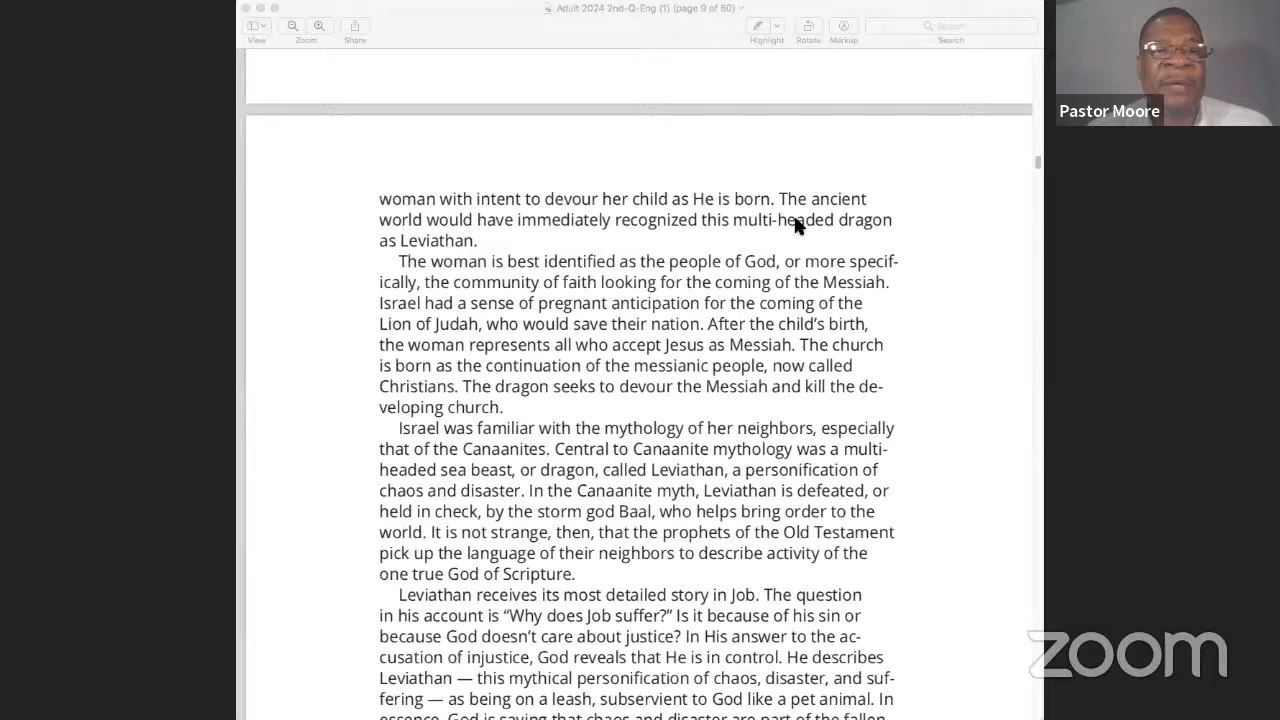 Adult 2024 2nd-Q-Eng (1) (page 9 of 50)
View
Zoom
Share
Highlight
Rotate
Markup
Search
Search
Pastor Moore
woman with intent to devour her child as He is born. The ancient
world would have immediately recognized this multi-headed dragon
as Leviathan.
The woman is best identified as the people of God, or more specif-
ically, the community of faith looking for the coming of the Messiah.
Israel had a sense of pregnant anticipation for the coming of the
Lion of Judah, who would save their nation. After the child's birth,
the woman represents all who accept Jesus as Messiah. The church
is born as the continuation of the messianic people, now called
Christians. The dragon seeks to devour the Messiah and kill the de-
veloping church.
Israel was familiar with the mythology of her neighbors, especially
that of the Canaanites. Central to Canaanite mythology was a multi-
headed sea beast, or dragon, called Leviathan, a personification of
chaos and disaster. In the Canaanite myth, Leviathan is defeated, or
held in check, by the storm god Baal, who helps bring order to the
world. It is not strange, then, that the prophets of the Old Testament
pick up the language of their neighbors to describe activity of the
one true God of Scripture.
Leviathan receives its most detailed story in Job. The question
in his account is “Why does Job suffer?” Is it because of his sin or
because God doesn't care about justice? In His answer to the ac-
cusation of injustice, God reveals that He is in control. He describes
Leviathan — this mythical personification of chaos, disaster, and suf-
fering — as being on a leash, subservient to God like a pet animal. In
essence, God is saying that chaos and disaster are part of the fallen
zoom